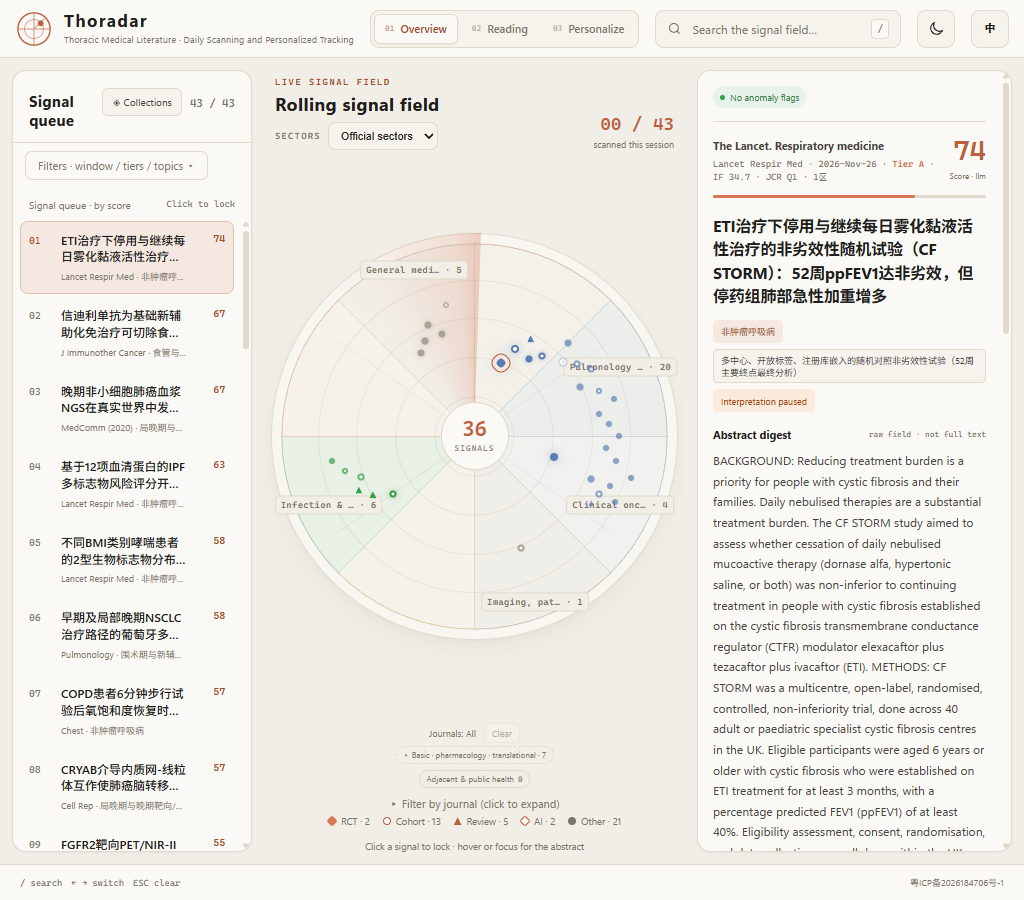 Thoradar
Thoracic Medical Literature · Daily Scanning and Personalized Tracking
01 Overview
02 Reading
03 Personalize
Search the signal field...
/
中
Signal queue
◈ Collections
43 / 43
Filters · window / tiers / topics
Signal queue · by score
Click to lock
01
ETI治疗下停用与继续每
日雾化黏液活性治疗…
74
Lancet Respir Med · 非肿瘤呼…
02
信迪利单抗为基础新辅
助化免治疗可切除食…
67
J Immunother Cancer · 食管与…
03
晚期非小细胞肺癌血浆
NGS在真实世界中发…
67
MedComm (2020) · 局晚期与…
04
基于12项血清蛋白的IPF
多标志物风险评分开…
63
Lancet Respir Med · 非肿瘤呼…
05
不同BMI类别哮喘患者
的2型生物标志物分布…
58
Lancet Respir Med · 非肿瘤呼…
06
早期及局部晚期NSCLC
治疗路径的葡萄牙多…
58
Pulmonology · 围术期与新辅…
07
COPD患者6分钟步行试
验后氧饱和度恢复时…
57
Chest · 非肿瘤呼吸病
08
CRYAB介导内质网-线粒
体互作使肺癌脑转移…
57
Cell Rep · 局晚期与晚期靶向/…
09
FGFR2靶向PET/NIR-II
55
LIVE SIGNAL FIELD
Rolling signal field
SECTORS
Official sectors
00 / 43
scanned this session
General medi… · 5
Pulmonology … · 20
36
SIGNALS
Infection & … · 6
Clinical onc… · 4
Imaging, pat… · 1
Journals: All
Clear
Basic · pharmacology · translational · 7
Adjacent & public health 0
Filter by journal (click to expand)
RCT · 2
Cohort · 13
Review · 5
AI · 2
Other · 21
Click a signal to lock · hover or focus for the abstract
No anomaly flags
The Lancet. Respiratory medicine
Lancet Respir Med · 2026-Nov-26 · Tier A ·
IF 34.7 · JCR Q1 · 1区
74
Score · llm
ETI治疗下停用与继续每日雾化黏液活
性治疗的非劣效性随机试验（CF
STORM）：52周ppFEV1达非劣效，但
停药组肺部急性加重增多
非肿瘤呼吸病
多中心、开放标签、注册库嵌入的随机对照非劣效性试验（52周
主要终点最终分析）
Interpretation paused
Abstract digest
raw field · not full text
BACKGROUND: Reducing treatment burden is a
priority for people with cystic fibrosis and their
families. Daily nebulised therapies are a substantial
treatment burden. The CF STORM study aimed to
assess whether cessation of daily nebulised
mucoactive therapy (dornase alfa, hypertonic
saline, or both) was non-inferior to continuing
treatment in people with cystic fibrosis established
on the cystic fibrosis transmembrane conductance
regulator (CFTR) modulator elexacaftor plus
tezacaftor plus ivacaftor (ETI). METHODS: CF
STORM was a multicentre, open-label, randomised,
controlled, non-inferiority trial, done across 40
adult or paediatric specialist cystic fibrosis centres
in the UK. Eligible participants were aged 6 years or
older with cystic fibrosis who were established on
ETI treatment for at least 3 months, with a
percentage predicted FEV1 (ppFEV1) of at least
40%. Eligibility assessment, consent, randomisation,
/ search
← → switch
ESC clear
粤ICP备2026184706号-1